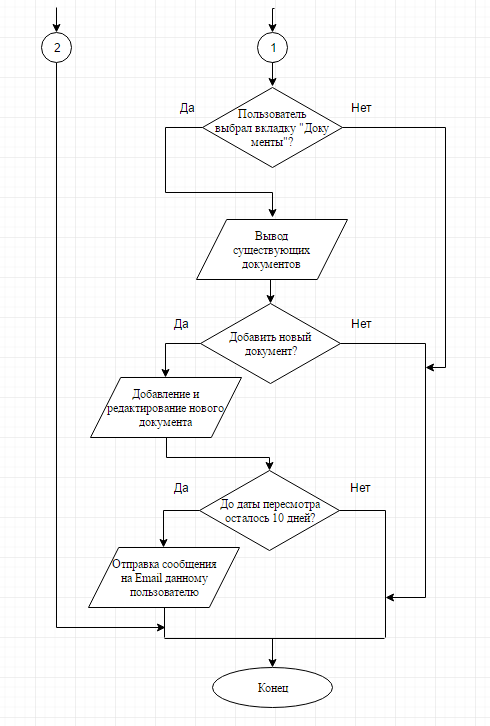 2
1
Да
Нет
Пользователь
выбрал вкладку "Доку
менты"?
Вывод
существующих
документов
Да
Нет
Добавить новый
документ?
Добавление и
редактирование нового
документа
Да
Нет
До даты пересмотра
осталось 10 дней?
Отправка сообщения
на Email данному
пользователю
Конец